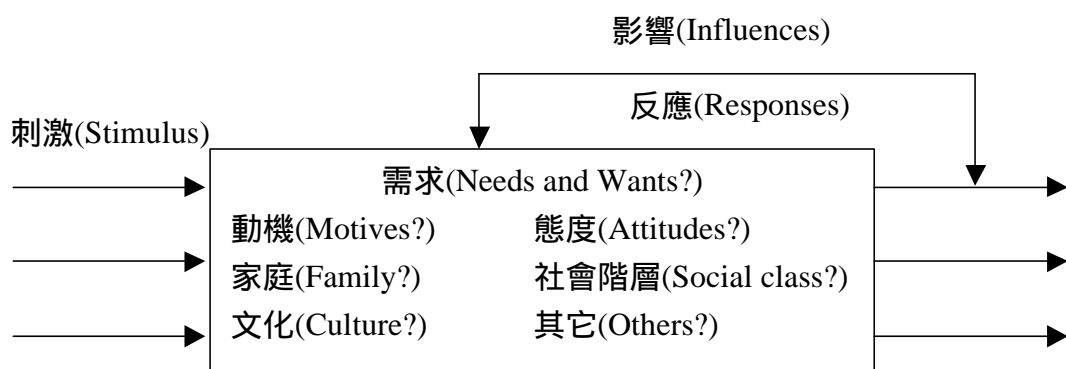 影響(Influences)
反應(Responses)
刺激(Stimulus)
需求(Needs and Wants?)
動機(Motives?) 態度(Attitudes?)
家庭(Family?) 社會階層(Social class?)
文化(Culture?) 其它(Others?)